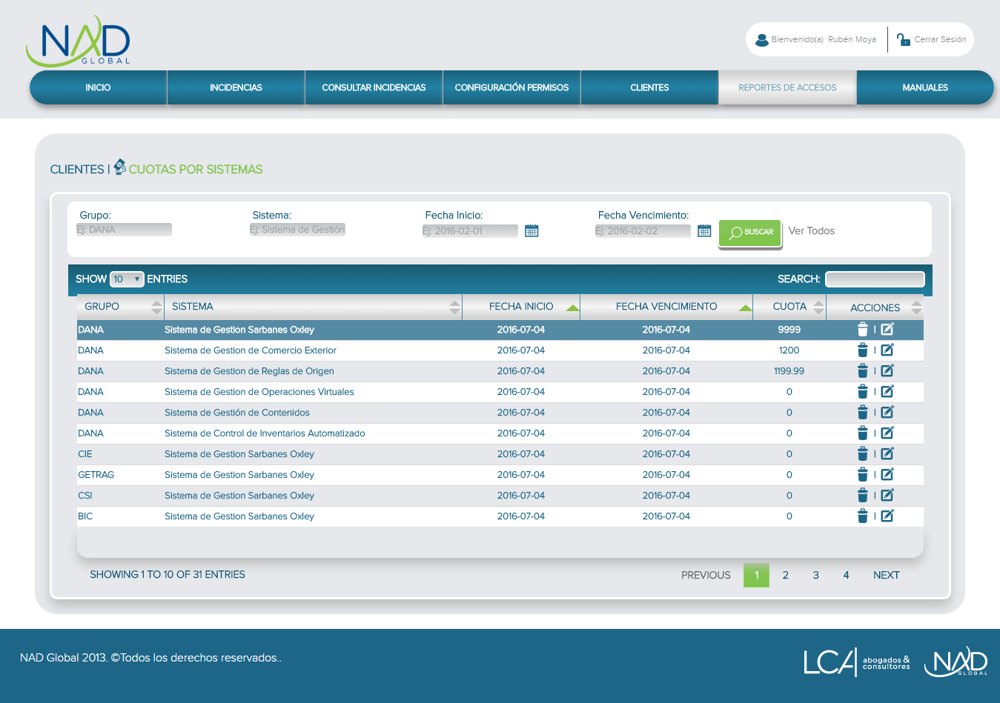 NAD
GLOBAL
Bienvenido(a) Rubén Moya
Cerrar Sesión
INICIO
INCIDENCIAS
CONSULTAR INCIDENCIAS
CONFIGURACIÓN PERMISOS
CLIENTES
REPORTES DE ACCESOS
MANUALES
CLIENTES | CUOTAS POR SISTEMAS
Grupo:
Sistema:
Fecha Inicio:
Fecha Vencimiento:
Ej: DANA
Ej: Sistema de Gestión
Ej: 2016-02-01
Ej: 2016-02-02
BUSCAR
Ver Todos
SHOW 10 ENTRIES
SEARCH:
GRUPO SISTEMA FECHA INICIO FECHA VENCIMIENTO CUOTA ACCIONES
DANA Sistema de Gestion Sarbanes Oxley 2016-07-04 2016-07-04 9999 |
DANA Sistema de Gestion de Comercio Exterior 2016-07-04 2016-07-04 1200 |
DANA Sistema de Gestion de Reglas de Origen 2016-07-04 2016-07-04 1199.99 |
DANA Sistema de Gestion de Operaciones Virtuales 2016-07-04 2016-07-04 0 |
DANA Sistema de Gestión de Contenidos 2016-07-04 2016-07-04 0 |
DANA Sistema de Control de Inventarios Automatizado 2016-07-04 2016-07-04 0 |
CIE Sistema de Gestion Sarbanes Oxley 2016-07-04 2016-07-04 0 |
GETRAG Sistema de Gestion Sarbanes Oxley 2016-07-04 2016-07-04 0 |
CSI Sistema de Gestion Sarbanes Oxley 2016-07-04 2016-07-04 0 |
BIC Sistema de Gestion Sarbanes Oxley 2016-07-04 2016-07-04 0 |
SHOWING 1 TO 10 OF 31 ENTRIES
PREVIOUS 1 2 3 4 NEXT
NAD Global 2013. ©Todos los derechos reservados..
LCA abogados &
consultores
NAD
GLOBAL